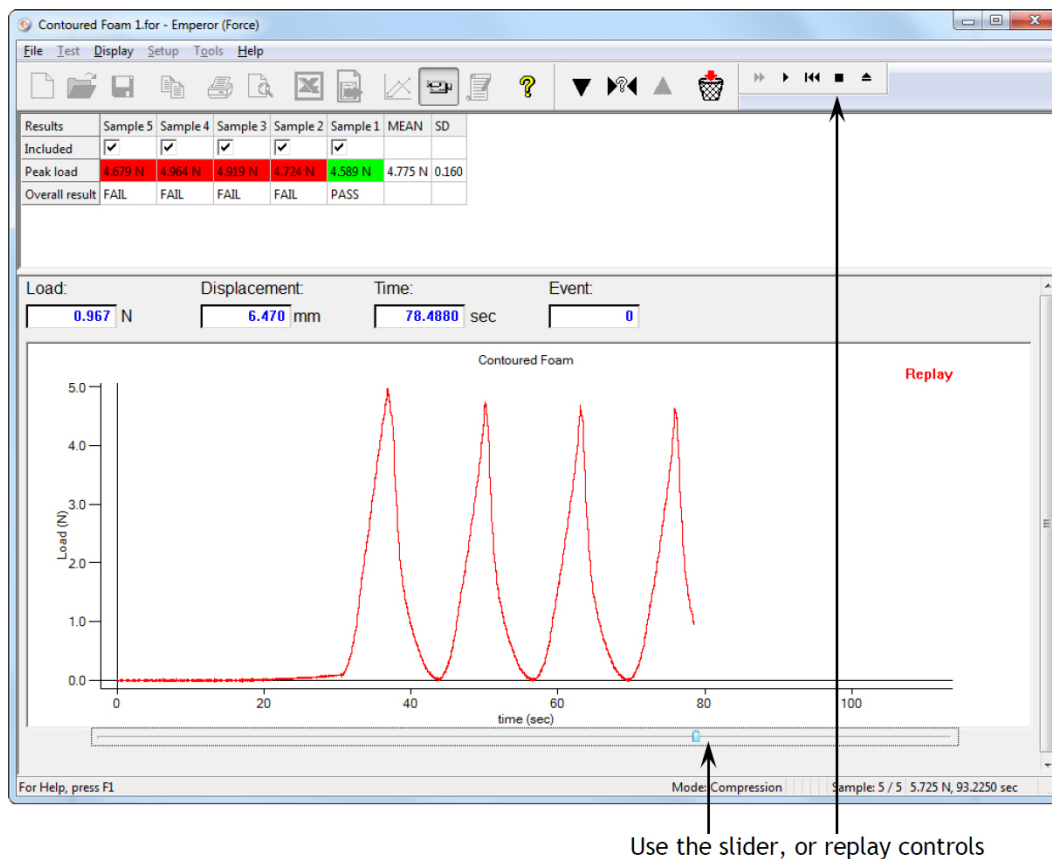 Contoured Foam 1.for - Emperor (Force)
File Test Display Setup Tools Help
Results Sample 5 Sample 4 Sample 3 Sample 2 Sample 1 MEAN SD
Included
Peak load 4.679 N 4.964 N 4.919 N 4.724 N 4.589 N 4.775 N 0.160
Overall result FAIL FAIL FAIL FAIL PASS
Load: Displacement: Time: Event:
0.967 N 6.470 mm 78.4880 sec 0
Contoured Foam
Replay
5.0
4.0
3.0
2.0
1.0
0.0
Load (N)
0 20 40 60 80 100
time (sec)
For Help, press F1 Mode: Compression Sample: 5 / 5 5.725 N, 93.2250 sec
Use the slider, or replay controls